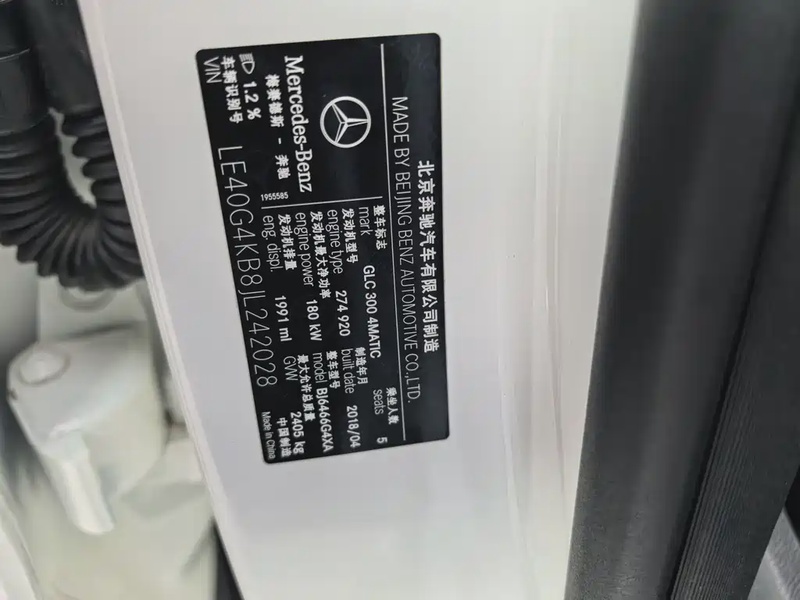 北京奔驰汽车有限公司制造
MADE BY BEIJING BENZ AUTOMOTIVE CO.,LTD.
Mercedes-Benz
梅赛德斯 - 奔驰
1955585
整车标志 乘坐人数
mark GLC 300 4MATIC seats 5
发动机型号 制造年月
engine type 274 920 built date 2018/04
发动机最大净功率 整车型号
engine power 180 kW model BJ6466G4XA
发动机排量 最大允许总质量
eng. displ. 1991 ml GVW 2405 kg
1.2 %
车辆识别号
VIN LE40G4KB8JL242028
中国制造
Made in China